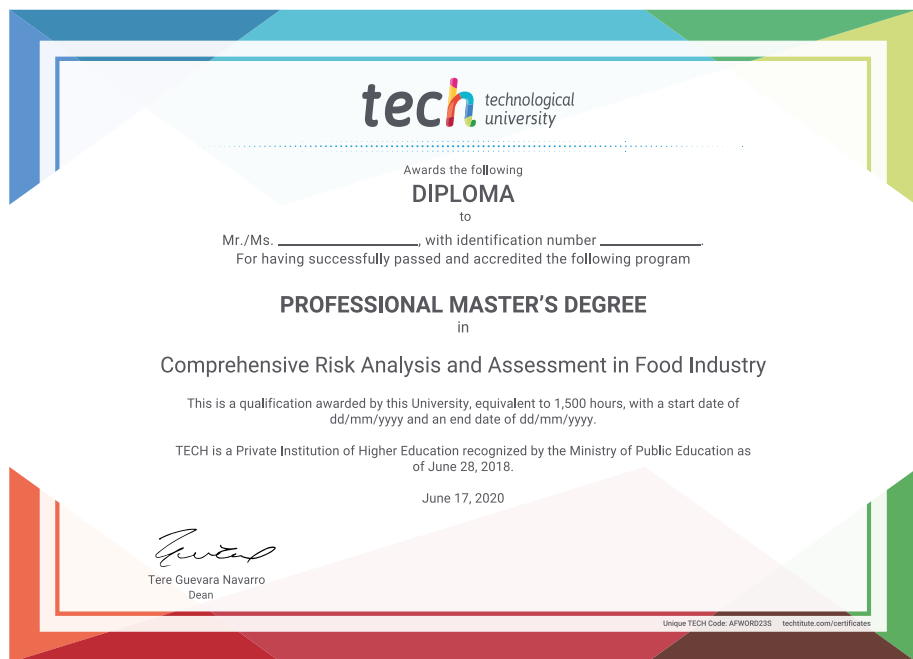 tech technological
university
Awards the following
DIPLOMA
to
Mr./Ms. ____________________, with identification number ______________.
For having successfully passed and accredited the following program
PROFESSIONAL MASTER'S DEGREE
in
Comprehensive Risk Analysis and Assessment in Food Industry
This is a qualification awarded by this University, equivalent to 1,500 hours, with a start date of
dd/mm/yyyy and an end date of dd/mm/yyyy.
TECH is a Private Institution of Higher Education recognized by the Ministry of Public Education as
of June 28, 2018.
June 17, 2020
Tere Guevara Navarro
Dean
Unique TECH Code: AFWORD23S techtitute.com/certificates